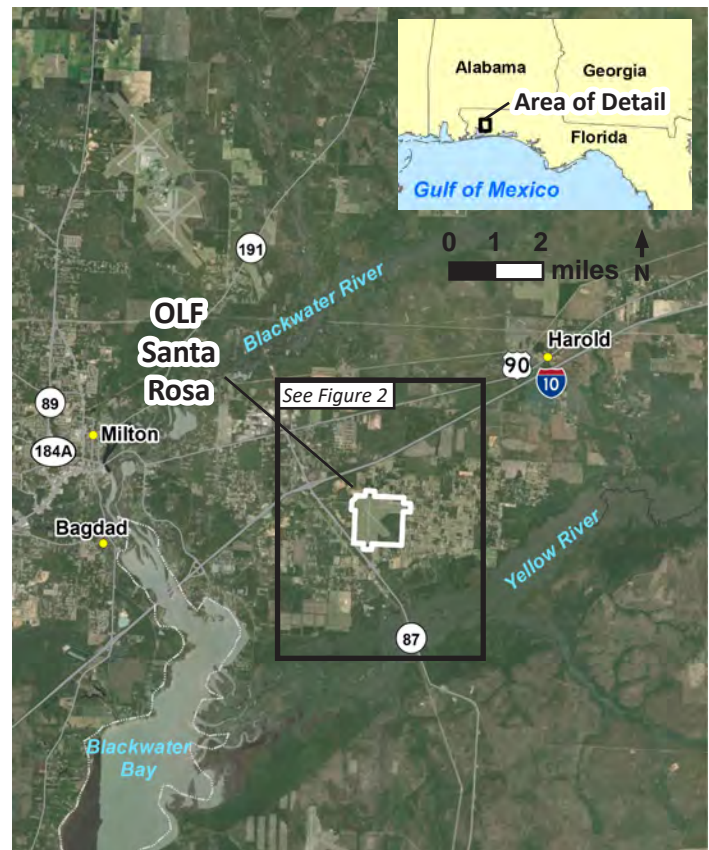 Alabama
Georgia
Area of Detail
Florida
Gulf of Mexico
0 1 2
miles N
191
Blackwater River
OLF
Santa
Rosa
Harold
90
10
See Figure 2
89
Milton
184A
Bagdad
Yellow River
87
Blackwater
Bay